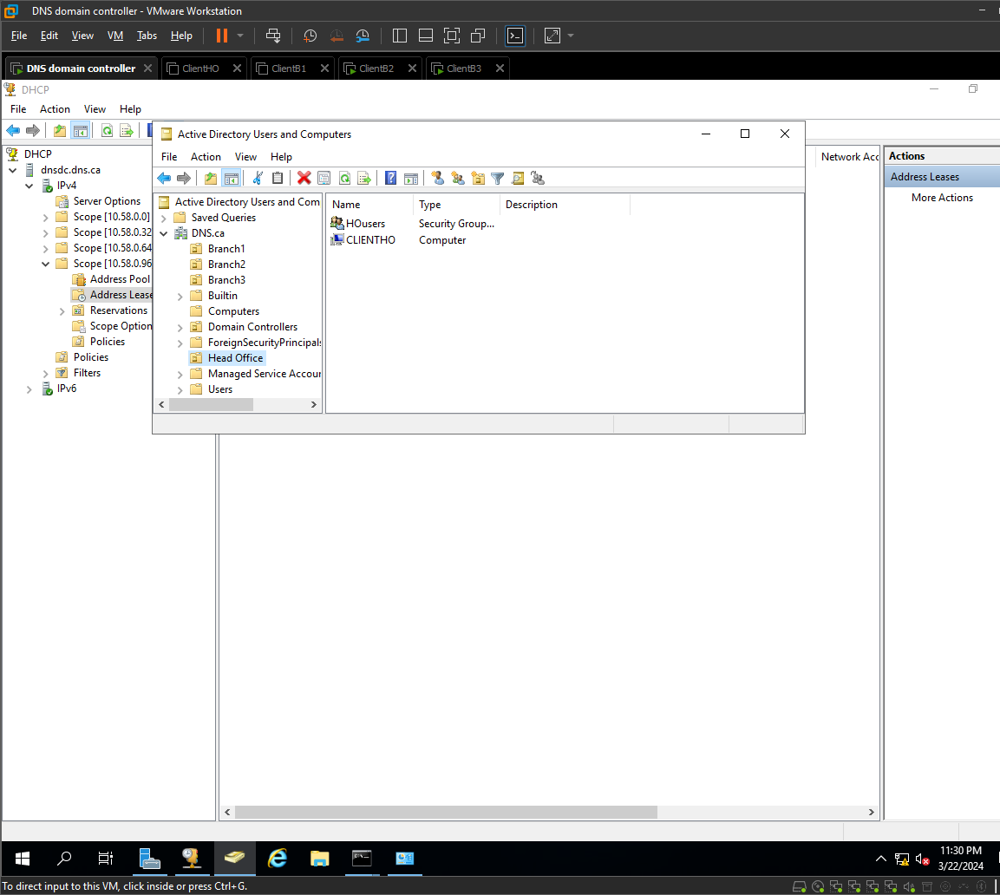 DNS domain controller - VMware Workstation
File Edit View VM Tabs Help
DNS domain controller ClientHO ClientB1 ClientB2 ClientB3
DHCP
File Action View Help
DHCP
dnsdc.dns.ca
IPv4
Server Options
Scope [10.58.0.0]
Scope [10.58.0.32
Scope [10.58.0.64
Scope [10.58.0.96
Address Pool
Address Lease
Reservations
Scope Option
Policies
Policies
Filters
IPv6
Active Directory Users and Computers
File Action View Help
Active Directory Users and Com
Saved Queries
DNS.ca
Branch1
Branch2
Branch3
Builtin
Computers
Domain Controllers
ForeignSecurityPrincipals
Head Office
Managed Service Accour
Users
Name Type Description
HOusers Security Group...
CLIENTHO Computer
Network Acc
Actions
Address Leases
More Actions
11:30 PM
3/22/2024
To direct input to this VM, click inside or press Ctrl+G.